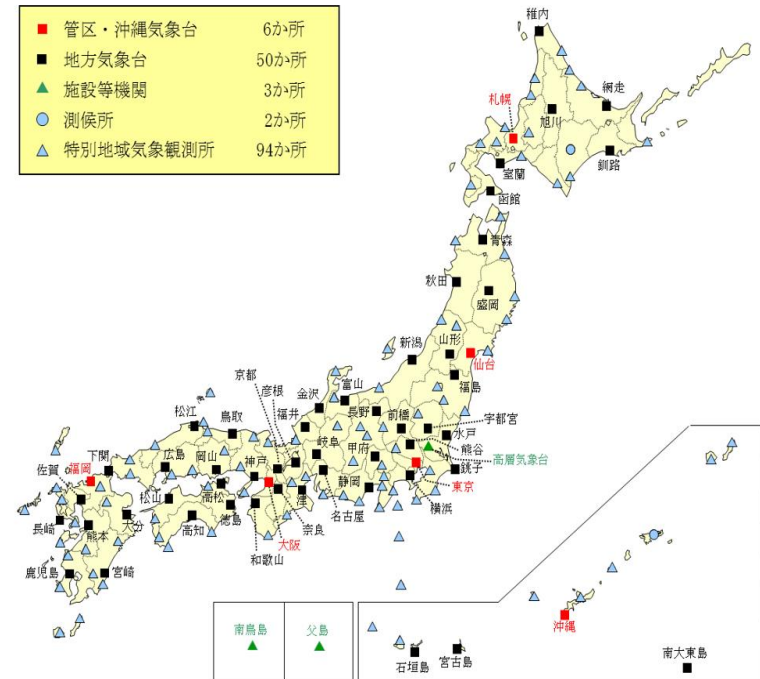 管区・沖縄気象台 6か所
地方気象台 50か所
施設等機関 3か所
測候所 2か所
特別地域気象観測所 94か所
稚内
網走
旭川
札幌
釧路
室蘭
函館
青森
秋田
盛岡
新潟
山形
仙台
福島
京都
彦根
福井
金沢
富山
長野
前橋
宇都宮
水戸
熊谷
高層気象台
銚子
東京
横浜
甲府
静岡
岐阜
名古屋
津
奈良
大阪
和歌山
神戸
鳥取
松江
岡山
広島
下関
福岡
佐賀
長崎
熊本
大分
鹿児島
宮崎
松山
高松
高知
徳島
南鳥島
父島
沖縄
石垣島
宮古島
南大東島